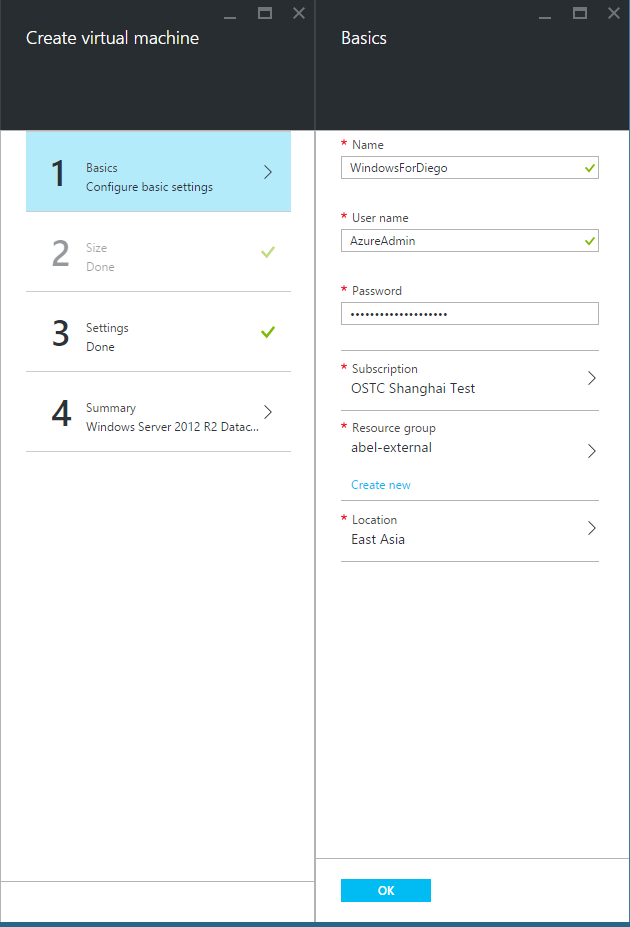 Create virtual machine
1
Basics
Configure basic settings
2
Size
Done
3
Settings
Done
4
Summary
Windows Server 2012 R2 Datac...
Basics
* Name
WindowsForDiego
* User name
AzureAdmin
* Password
••••••••••••••••••••
* Subscription
OSTC Shanghai Test
* Resource group
abel-external
Create new
* Location
East Asia
OK